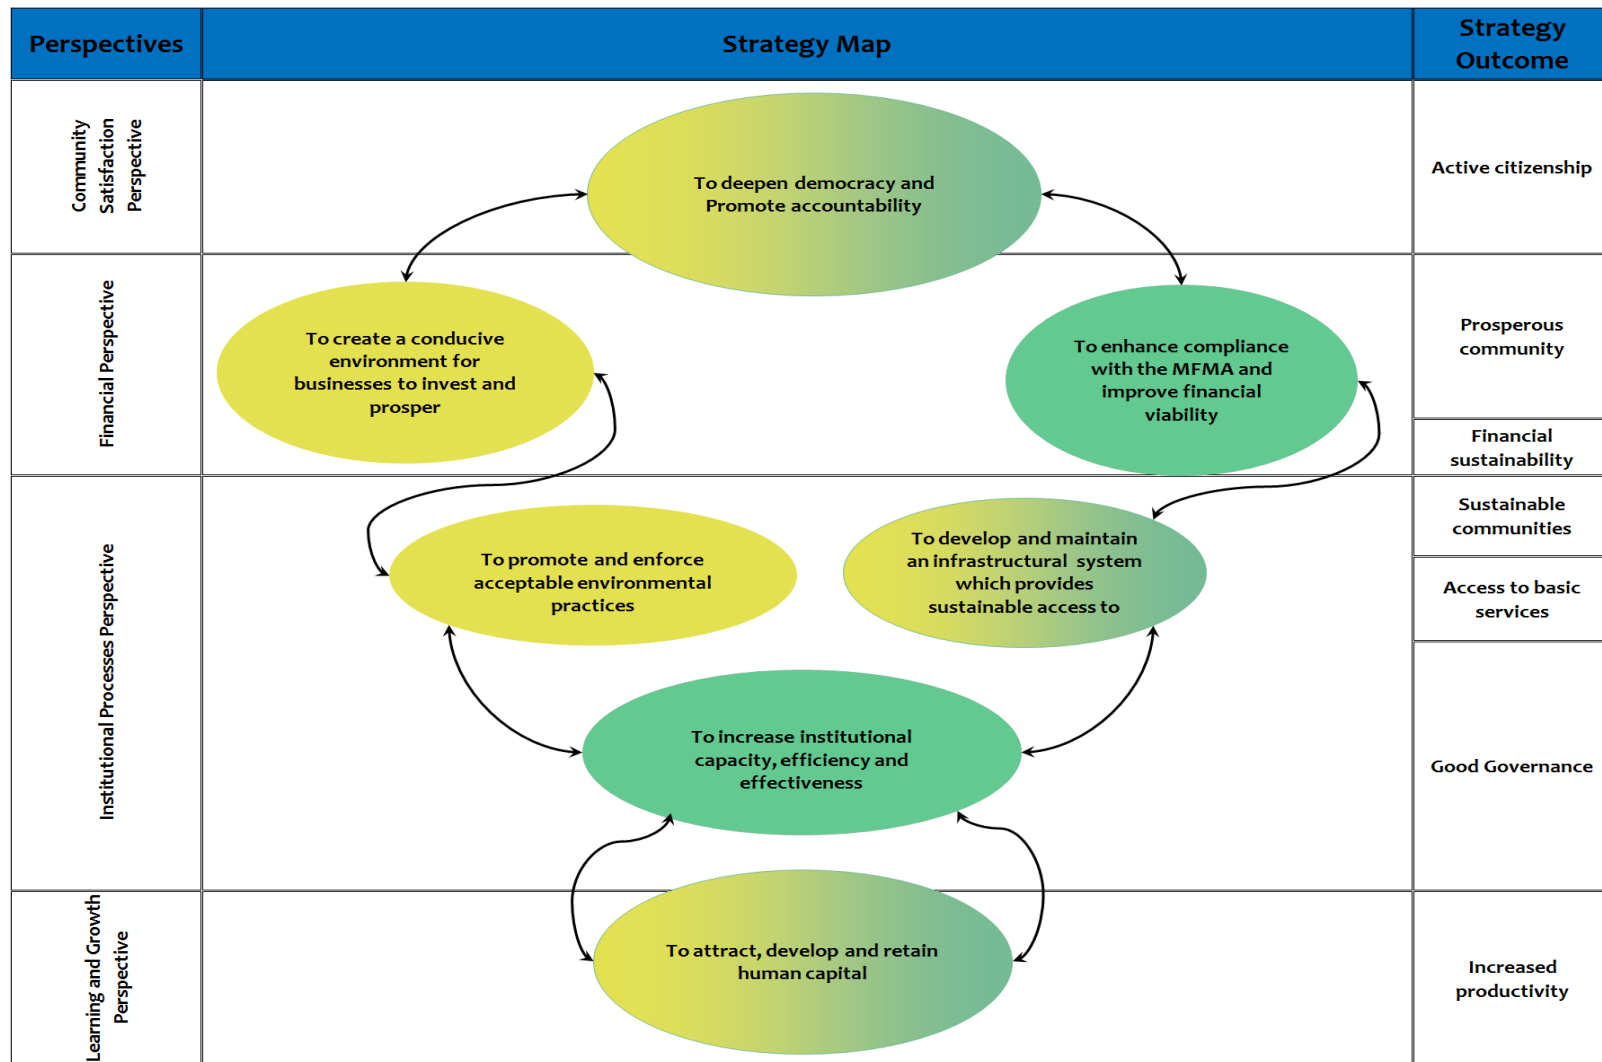 Perspectives
Strategy Map
Strategy
Outcome
Community
Satisfaction
Perspective
To deepen democracy and
Promote accountability
Active citizenship
Financial Perspective
To create a conducive
environment for
businesses to invest and
prosper
To enhance compliance
with the MFMA and
improve financial
viability
Prosperous
community
Financial
sustainability
Institutional Processes Perspective
To promote and enforce
acceptable environmental
practices
To develop and maintain
an infrastructural system
which provides
sustainable access to
Sustainable
communities
Access to basic
services
To increase institutional
capacity, efficiency and
effectiveness
Good Governance
Learning and Growth
Perspective
To attract, develop and retain
human capital
Increased
productivity